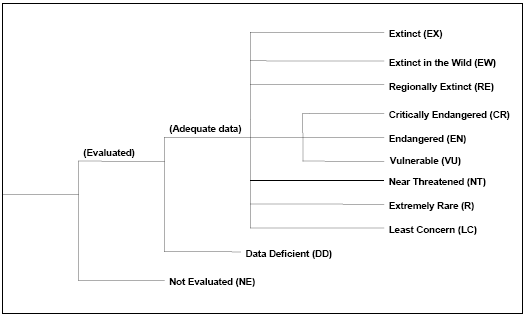 Extinct (EX)
Extinct in the Wild (EW)
Regionally Extinct (RE)
Critically Endangered (CR)
(Adequate data)
Endangered (EN)
(Evaluated)
Vulnerable (VU)
Near Threatened (NT)
Extremely Rare (R)
Least Concern (LC)
Data Deficient (DD)
Not Evaluated (NE)